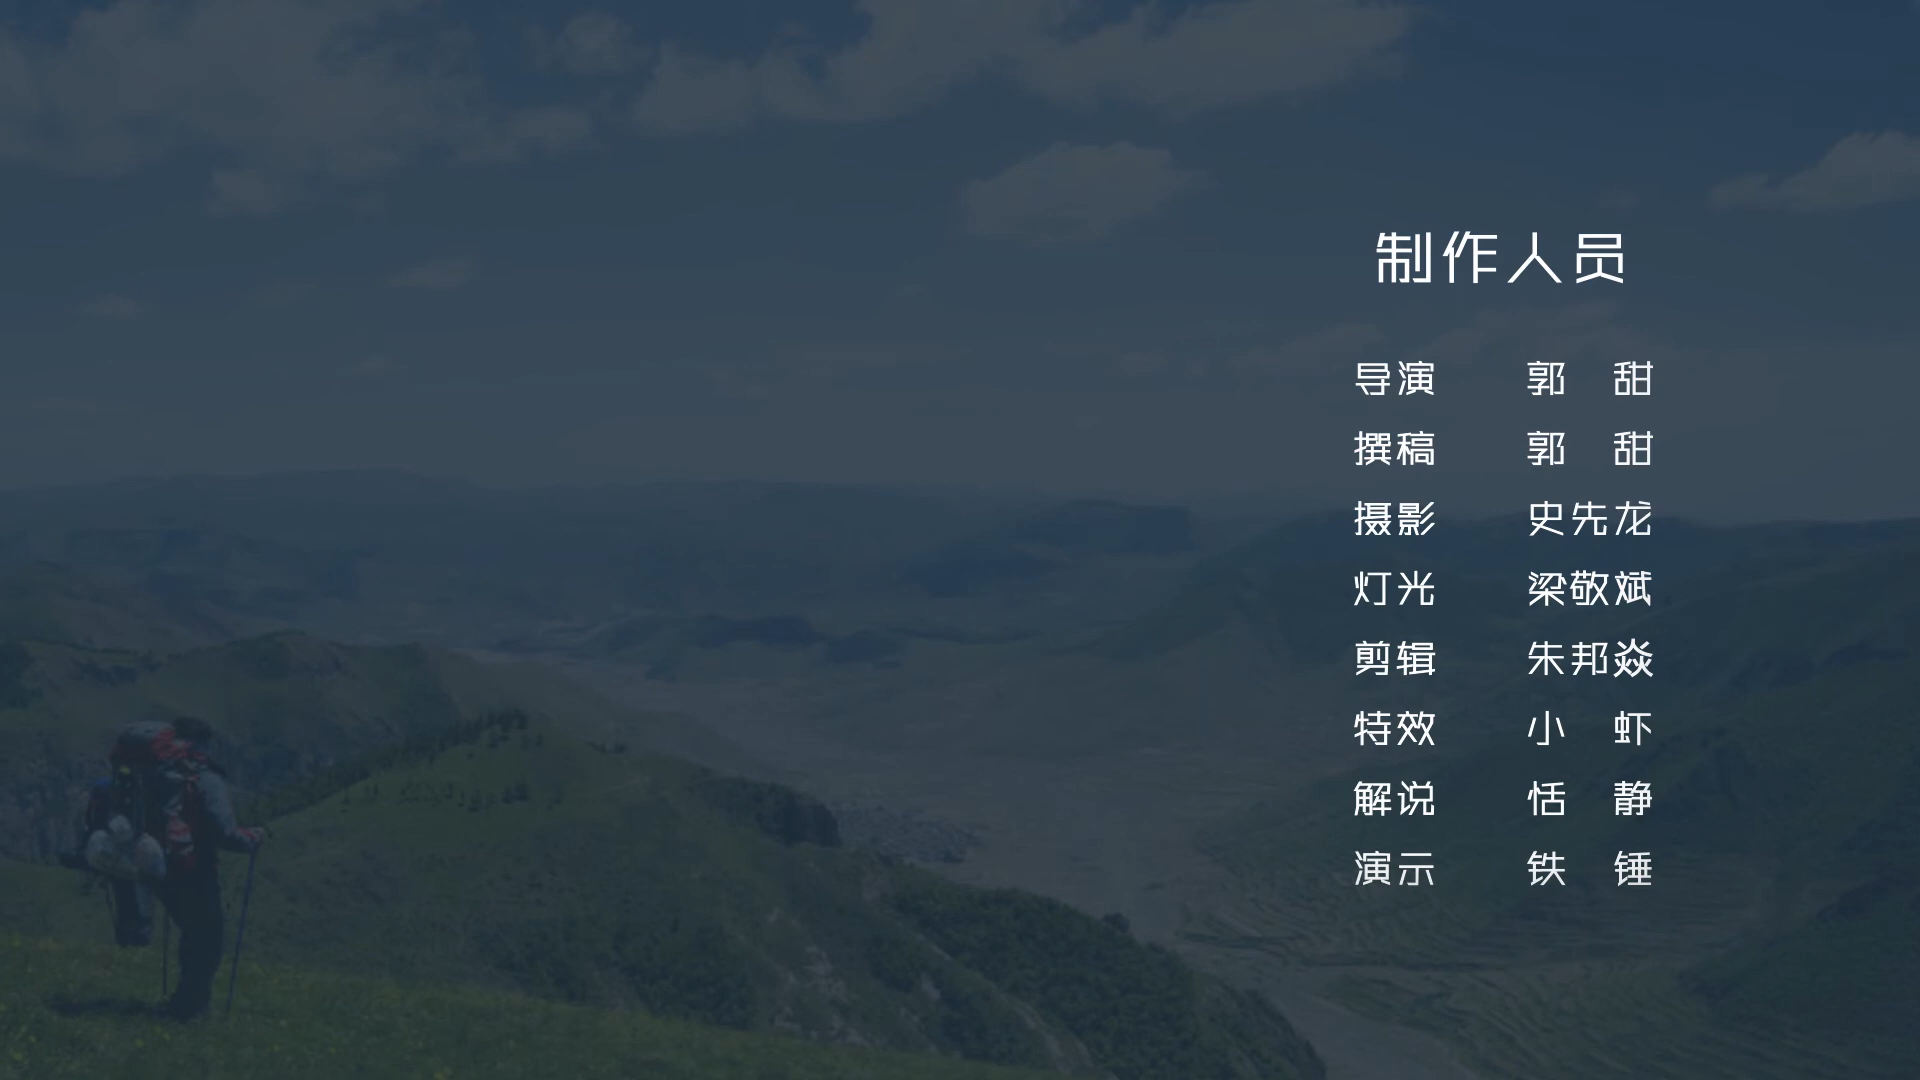 制作人员
导演 郭 甜
撰稿 郭 甜
摄影 史先龙
灯光 梁敬斌
剪辑 朱邦焱
特效 小 虾
解说 恬 静
演示 铁 锤